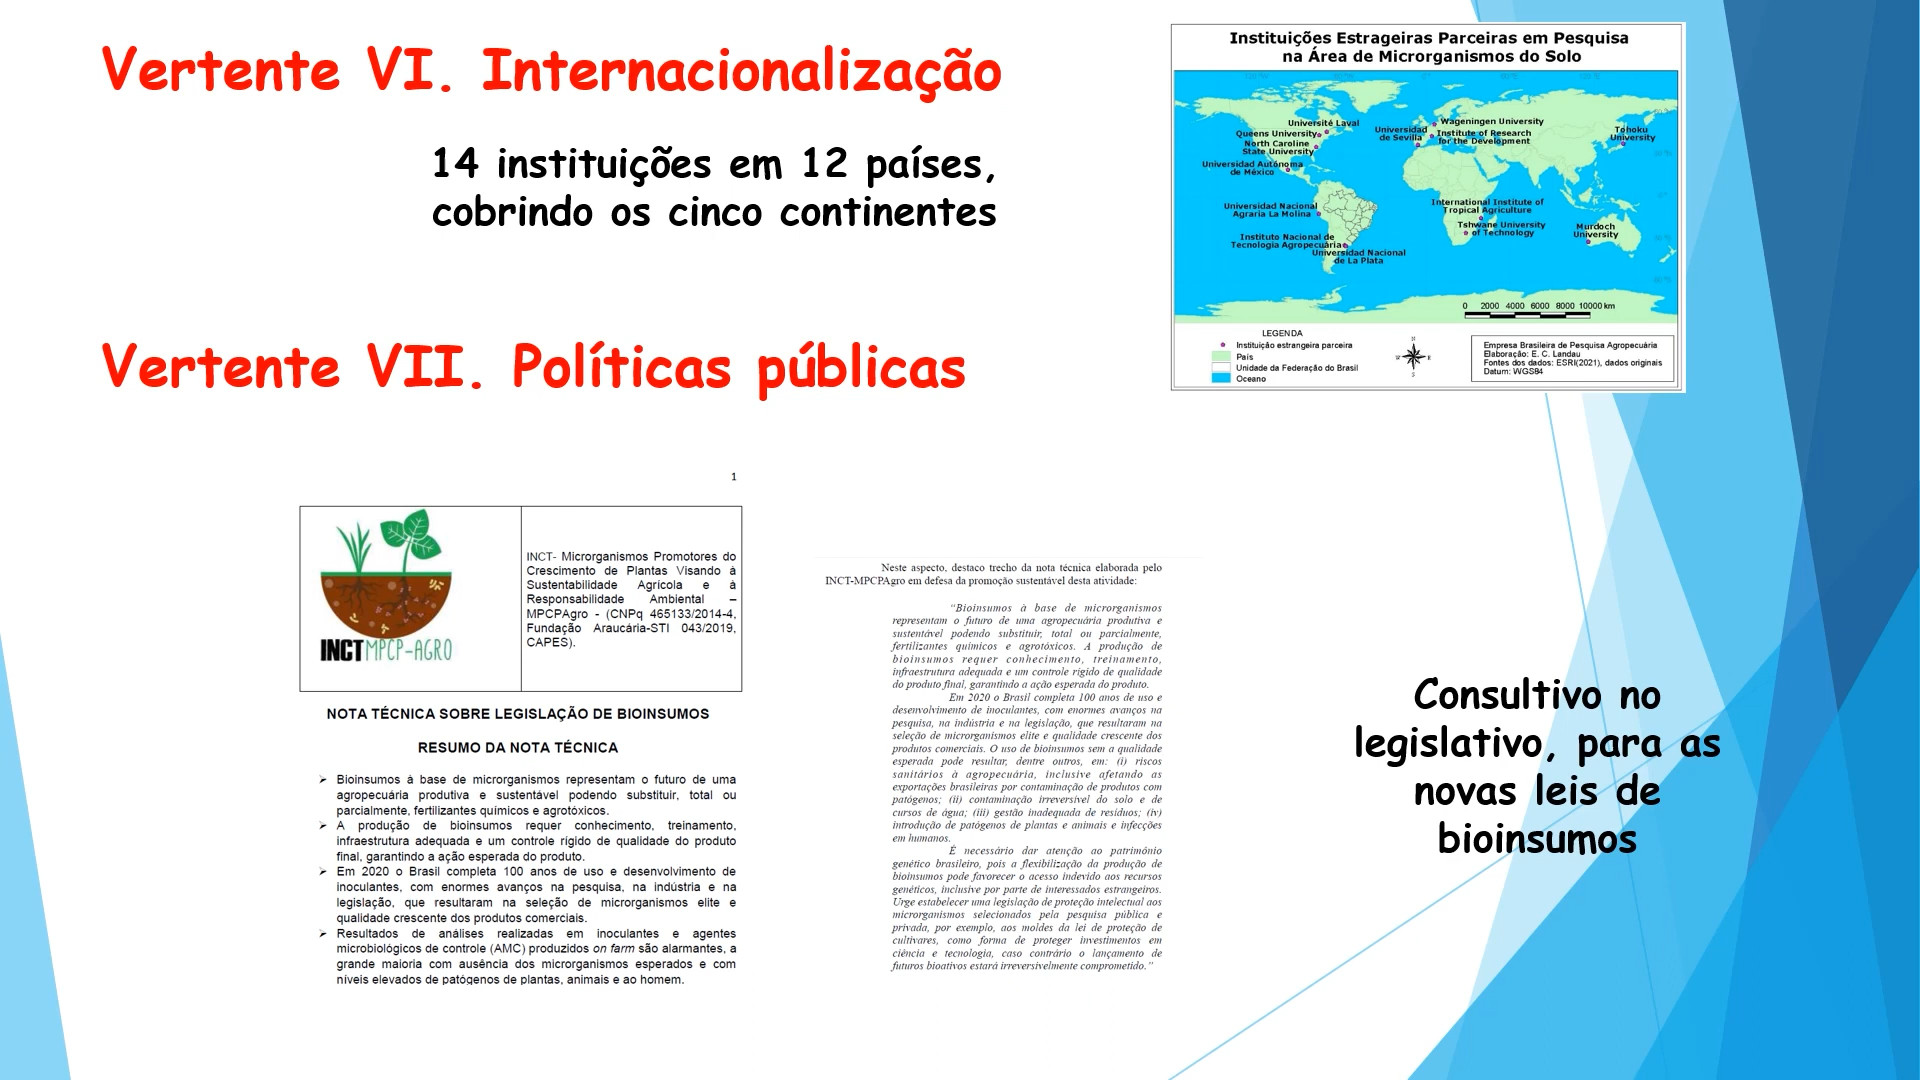 Vertente VI. Internacionalização
14 instituições em 12 países,
cobrindo os cinco continentes
Instituições Estrageiras Parceiras em Pesquisa
na Área de Microrganismos do Solo
Université Laval
Queens University
North Caroline
State University
Universidad Autónoma
de México
Universidad
de Sevilla
Wageningen University
Institute of Research
for the Development
Tohoku
University
Universidad Nacional
Agraria La Molina
International Institute of
Tropical Agriculture
Tshwane University
of Technology
Murdoch
University
Instituto Nacional de
Tecnología Agropecuária
Universidad Nacional
de La Plata
0 2000 4000 6000 8000 10000 km
LEGENDA
Instituição estrangeira parceira
País
Unidade da Federação do Brasil
Oceano
Empresa Brasileira de Pesquisa Agropecuária
Elaboração: E. C. Landau
Fontes dos dados: ESRI(2021), dados originais
Datum: WGS84
Vertente VII. Políticas públicas
1
INCT MPCP-AGRO
INCT- Microrganismos Promotores do
Crescimento de Plantas Visando à
Sustentabilidade Agrícola e à
Responsabilidade Ambiental –
MPCPAgro - (CNPq 465133/2014-4,
Fundação Araucária-STI 043/2019,
CAPES).
NOTA TÉCNICA SOBRE LEGISLAÇÃO DE BIOINSUMOS
RESUMO DA NOTA TÉCNICA
➢ Bioinsumos à base de microrganismos representam o futuro de uma
agropecuária produtiva e sustentável podendo substituir, total ou
parcialmente, fertilizantes químicos e agrotóxicos.
➢ A produção de bioinsumos requer conhecimento, treinamento,
infraestrutura adequada e um controle rígido de qualidade do produto
final, garantindo a ação esperada do produto.
➢ Em 2020 o Brasil completa 100 anos de uso e desenvolvimento de
inoculantes, com enormes avanços na pesquisa, na indústria e na
legislação, que resultaram na seleção de microrganismos elite e
qualidade crescente dos produtos comerciais.
➢ Resultados de análises realizadas em inoculantes e agentes
microbiológicos de controle (AMC) produzidos on farm são alarmantes, a
grande maioria com ausência dos microrganismos esperados e com
níveis elevados de patógenos de plantas, animais e ao homem.
Neste aspecto, destaco trecho da nota técnica elaborada pelo
INCT-MPCPAgro em defesa da promoção sustentável desta atividade:
“Bioinsumos à base de microrganismos
representam o futuro de uma agropecuária produtiva e
sustentável podendo substituir, total ou parcialmente,
fertilizantes químicos e agrotóxicos. A produção de
bioinsumos requer conhecimento, treinamento,
infraestrutura adequada e um controle rígido de qualidade
do produto final, garantindo a ação esperada do produto.
Em 2020 o Brasil completa 100 anos de uso e
desenvolvimento de inoculantes, com enormes avanços na
pesquisa, na indústria e na legislação, que resultaram na
seleção de microrganismos elite e qualidade crescente dos
produtos comerciais. O uso de bioinsumos sem a qualidade
esperada pode resultar, dentre outros, em: (i) riscos
sanitários à agropecuária, inclusive afetando as
exportações brasileiras por contaminação de produtos com
patógenos; (ii) contaminação irreversível do solo e de
cursos de água; (iii) gestão inadequada de resíduos; (iv)
introdução de patógenos de plantas e animais e infecções
em humanos.
É necessário dar atenção ao patrimônio
genético brasileiro, pois a flexibilização da produção de
bioinsumos pode favorecer o acesso indevido aos recursos
genéticos, inclusive por parte de interessados estrangeiros.
Urge estabelecer uma legislação de proteção intelectual aos
microrganismos selecionados pela pesquisa pública e
privada, por exemplo, aos moldes da lei de proteção de
cultivares, como forma de proteger investimentos em
ciência e tecnologia, caso contrário o lançamento de
futuros bioativos estará irreversivelmente comprometido.”
Consultivo no
legislativo, para as
novas leis de
bioinsumos